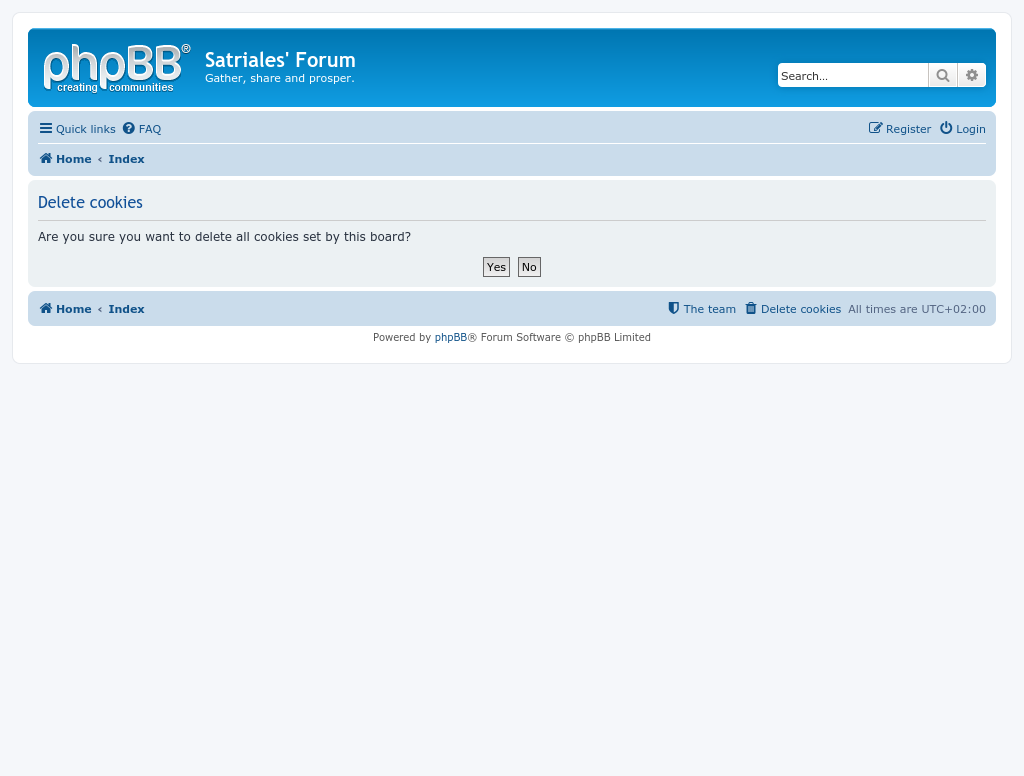 phpBB®
creating communities
Satriales' Forum
Gather, share and prosper.
Search…
Quick links FAQ Register Login
Home ‹ Index
Delete cookies
Are you sure you want to delete all cookies set by this board?
Yes No
Home ‹ Index The team Delete cookies All times are UTC+02:00
Powered by phpBB® Forum Software © phpBB Limited